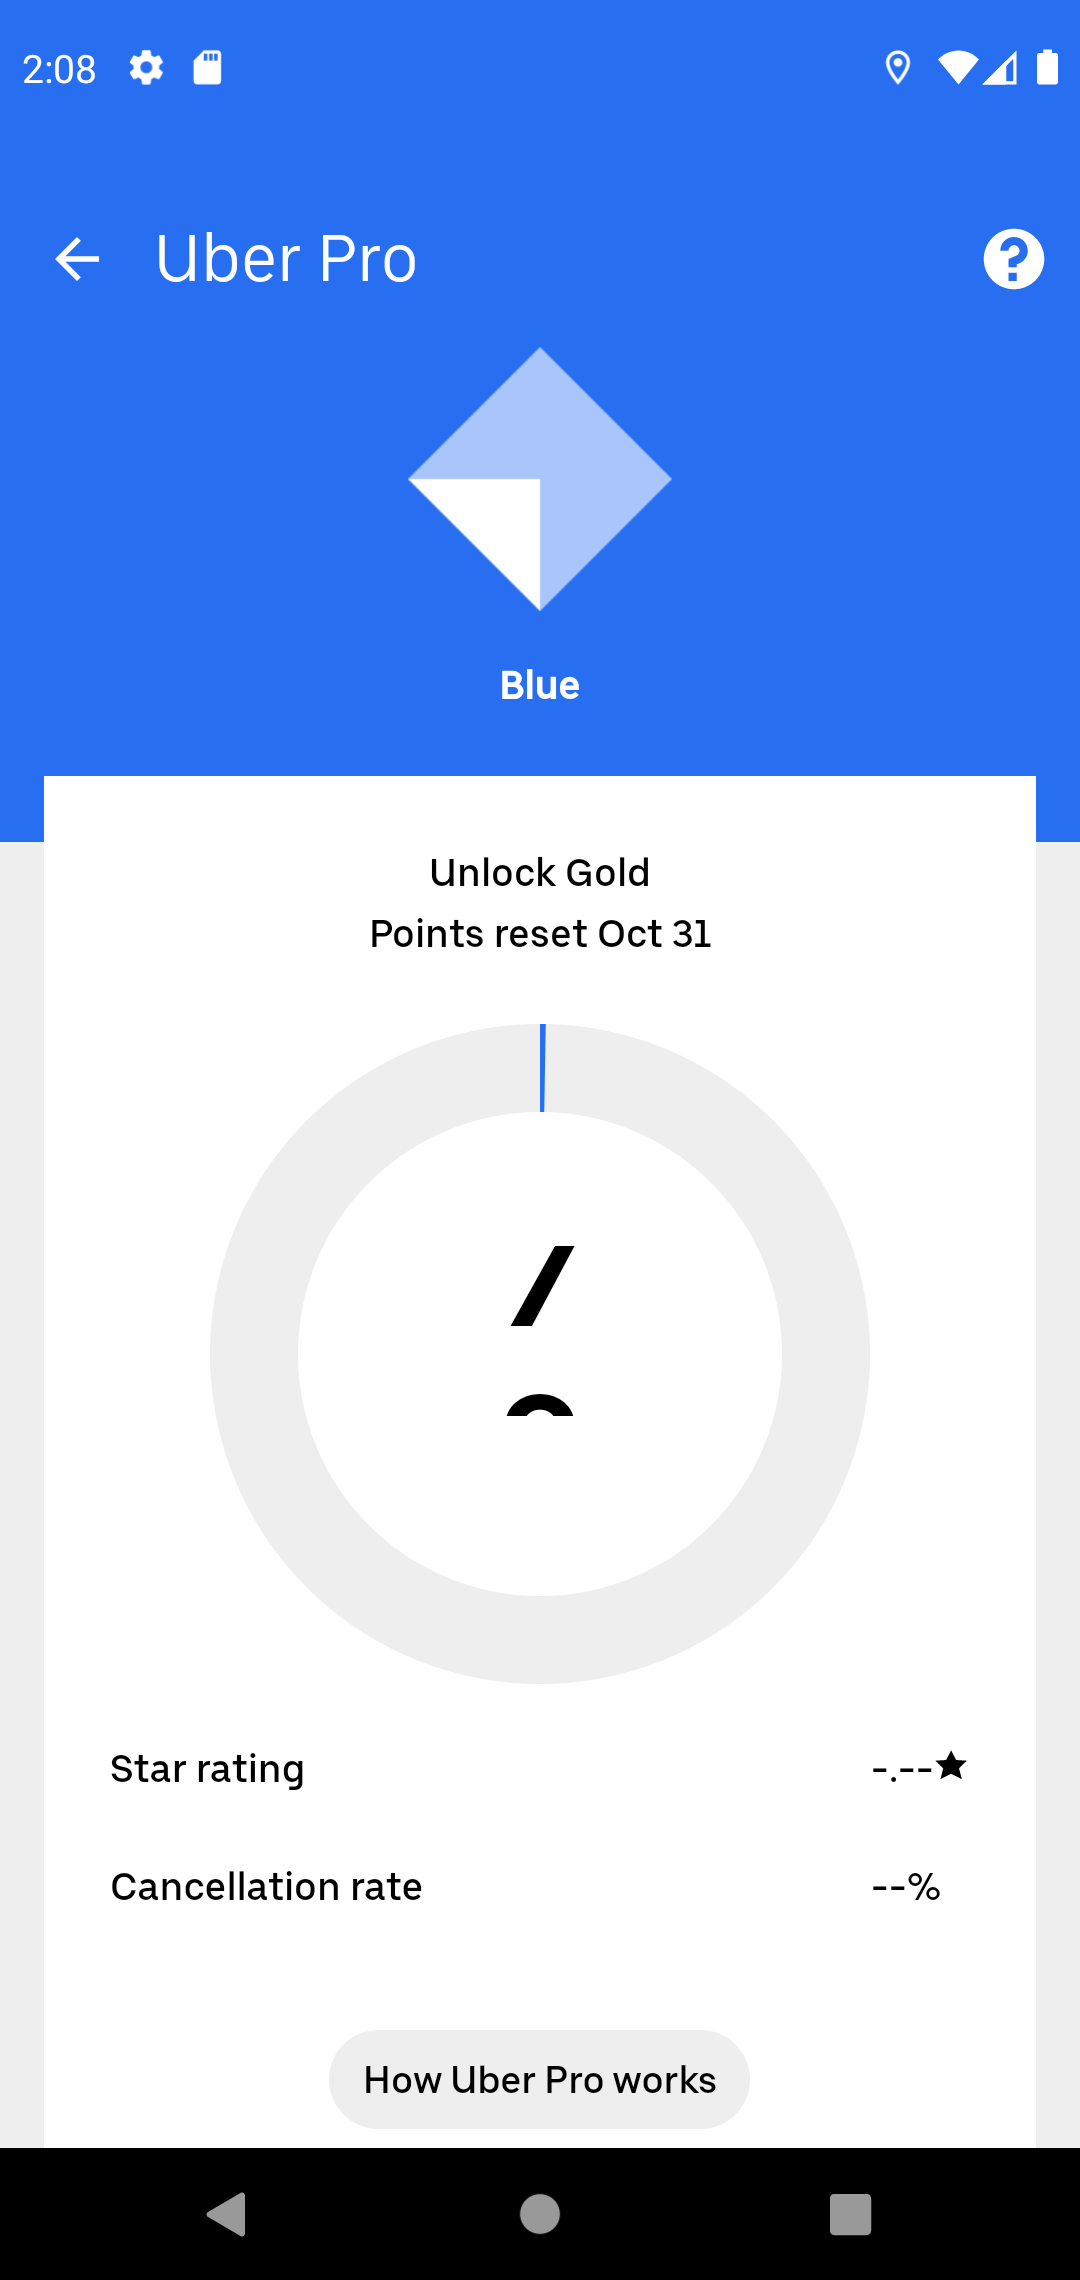 2:08
Uber Pro
Blue
Unlock Gold
Points reset Oct 31
/
Star rating
-.--★
Cancellation rate
--%
How Uber Pro works